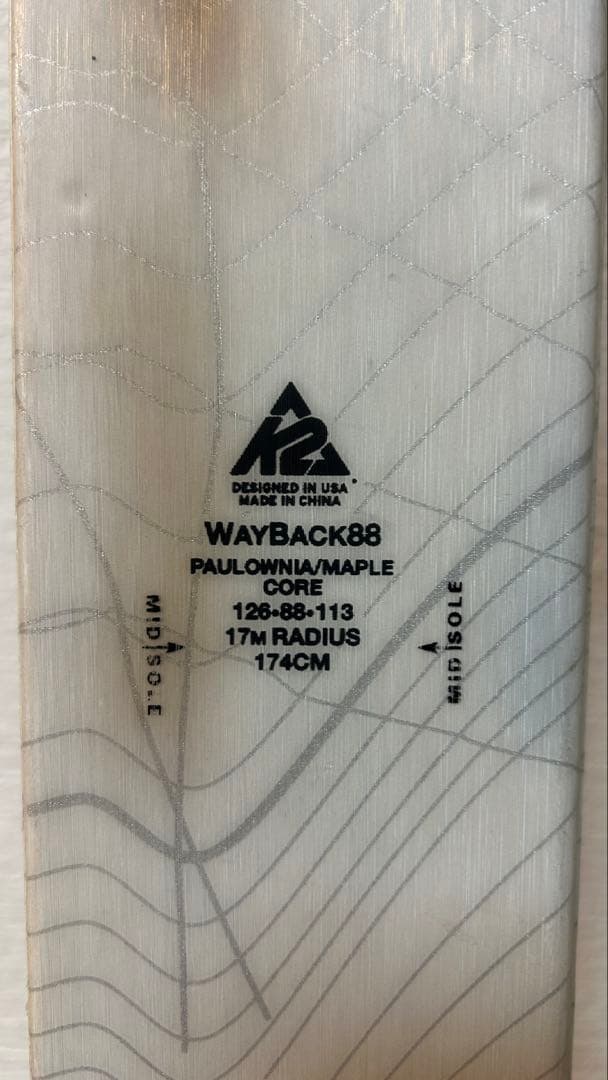 K2
DESIGNED IN USA
MADE IN CHINA
WAYBACK88
PAULOWNIA/MAPLE
CORE
126•88•113
17M RADIUS
174CM
MID SOLE
MID SOLE